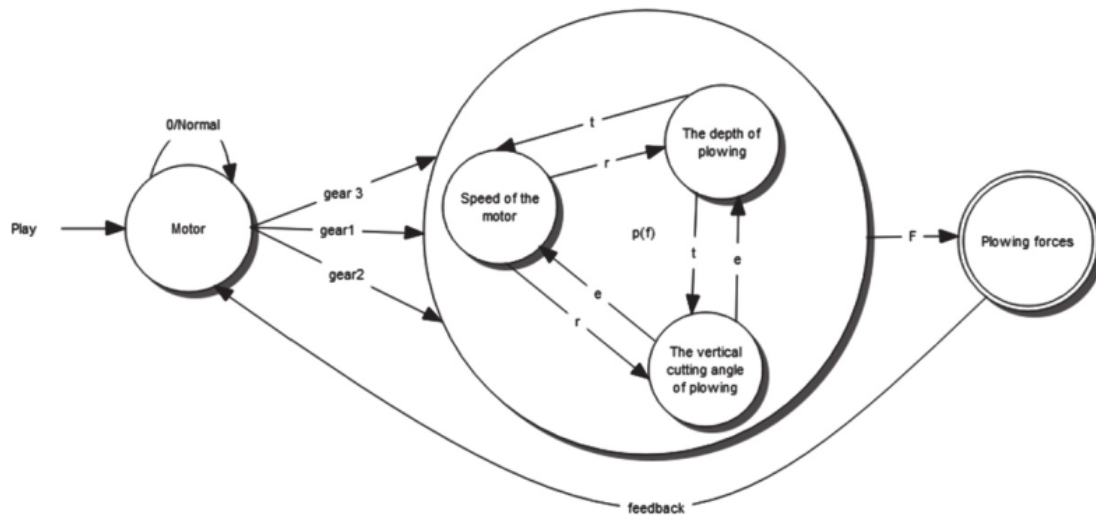 0/Normal
Play
Motor
gear 3
gear1
gear2
Speed of the
motor
t
r
The depth of
plowing
p(f)
t
e
e
r
The vertical
cutting angle
of plowing
F
Plowing forces
feedback